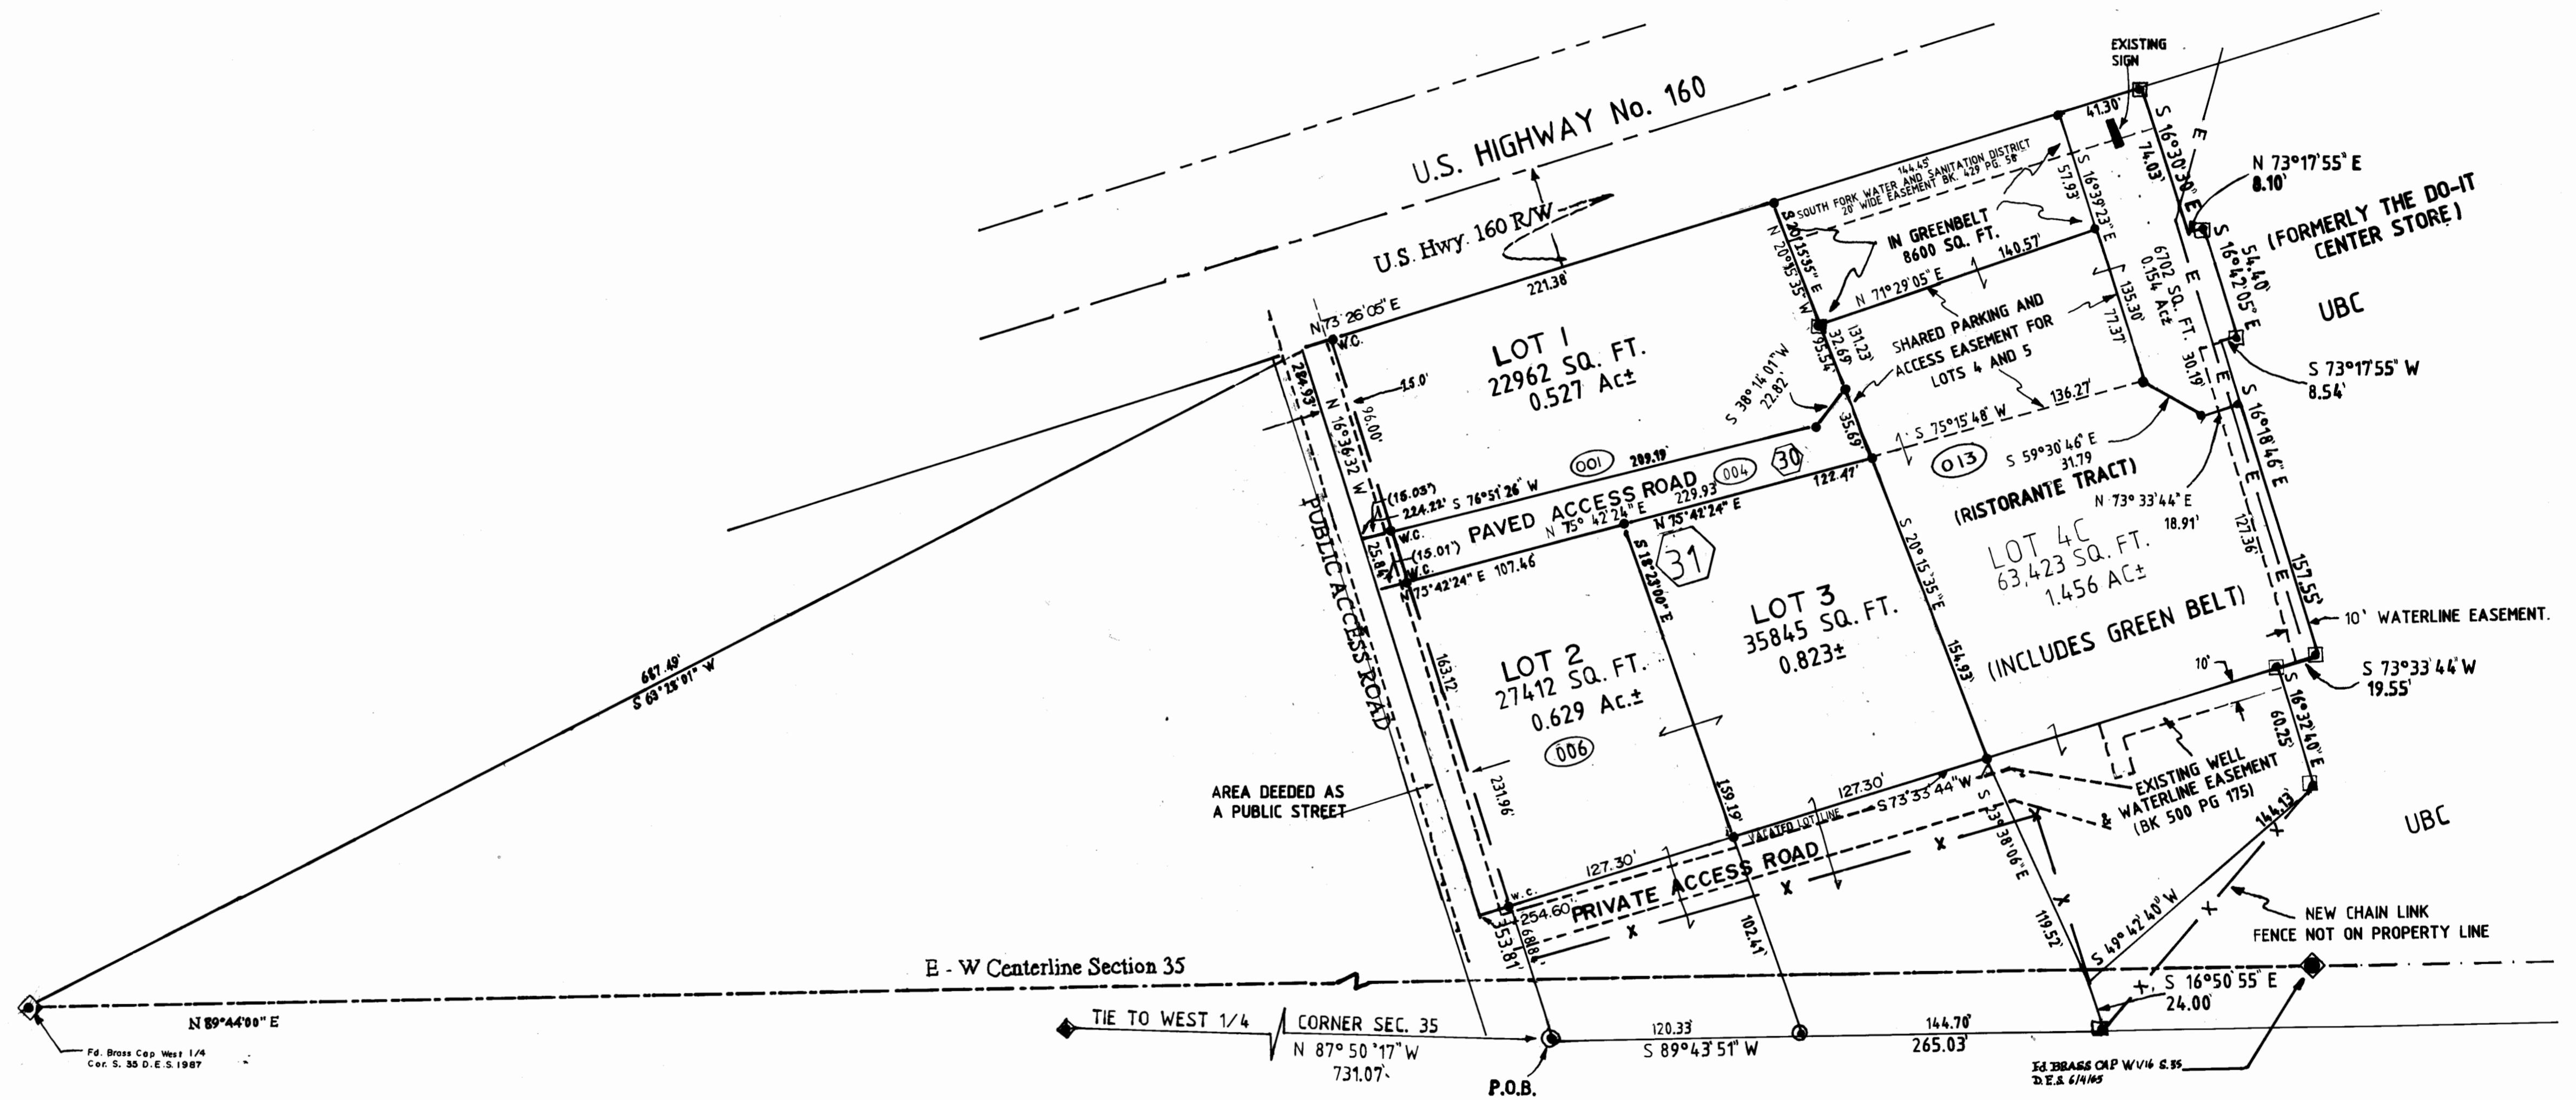 EXISTING
SIGN
41.30'
U.S. HIGHWAY No. 160
U.S. Hwy. 160 R/W
S 16°30'30" E
74.03'
N 73°17'55" E
8.10'
(FORMERLY THE DO-IT
CENTER STORE)
UBC
144.45'
SOUTH FORK WATER AND SANITATION DISTRICT
20' WIDE EASEMENT BK. 429 PG. 58
S 16°39'23" E
57.93'
S 20°15'35" E
IN GREENBELT
8600 SQ. FT.
140.57'
N 71°29'05" E
E
E
E
E
E
E
S 16°42'05" E
54.40'
6702 SQ. FT.
0.154 AC±
135.30'
77.37'
30.19'
S 73°17'55" W
8.54'
221.38'
N 73°26'05" E
W.C.
LOT 1
22962 SQ. FT.
0.527 AC±
131.23'
32.69'
95.54'
SHARED PARKING AND
ACCESS EASEMENT FOR
LOTS 4 AND 5
S 38°14'01" W
22.82'
35.69'
136.27'
S 75°15'48" W
S 16°18'46" E
284.93'
N 16°36'32 W
15.0'
96.00'
001
209.19'
004
30
122.47'
013
S 59°30'46" E
31.79
(RISTORANTE TRACT)
N 73°33'44" E
18.91'
(15.03')
224.22' S 76°51'26" W
PAVED ACCESS ROAD
229.93'
N 75°42'24" E
N 75°42'24" E
W.C.
(15.01')
W.C.
25.84'
N 75°42'24" E 107.46'
PUBLIC ACCESS ROAD
31
S 18°23'00" E
S 20°15'35" E
LOT 4C
63,423 SQ. FT.
1.456 AC±
(INCLUDES GREEN BELT)
127.36'
157.55'
10' WATERLINE EASEMENT.
LOT 2
27412 SQ. FT.
0.629 Ac.±
006
LOT 3
35845 SQ. FT.
0.823±
163.12'
154.93'
687.49'
S 63°28'01" W
10'
S 73°33'44" W
19.55'
S 16°32'40" E
60.25'
AREA DEEDED AS
A PUBLIC STREET
231.96'
159.19'
127.30'
S 73°33'44" W
VACATED LOT LINE
EXISTING WELL
& WATERLINE EASEMENT
(BK 500 PG 175)
144.13'
UBC
127.30'
W.C.
254.60'
PRIVATE ACCESS ROAD
X
X
X
X
X
X
X
X
353.81'
102.41'
S 23°38'06" E
119.52'
S 49°42'40" W
NEW CHAIN LINK
FENCE NOT ON PROPERTY LINE
E - W Centerline Section 35
S 16°50'55" E
24.00'
N 89°44'00" E
Fd. Brass Cap West 1/4
Cor. S. 35 D.E.S. 1987
TIE TO WEST 1/4
CORNER SEC. 35
N 87°50'17" W
731.07'
P.O.B.
120.33'
S 89°43'51" W
144.70'
265.03'
Fd. BRASS CAP W 1/16 S.35
D.E.S. 6/4/65